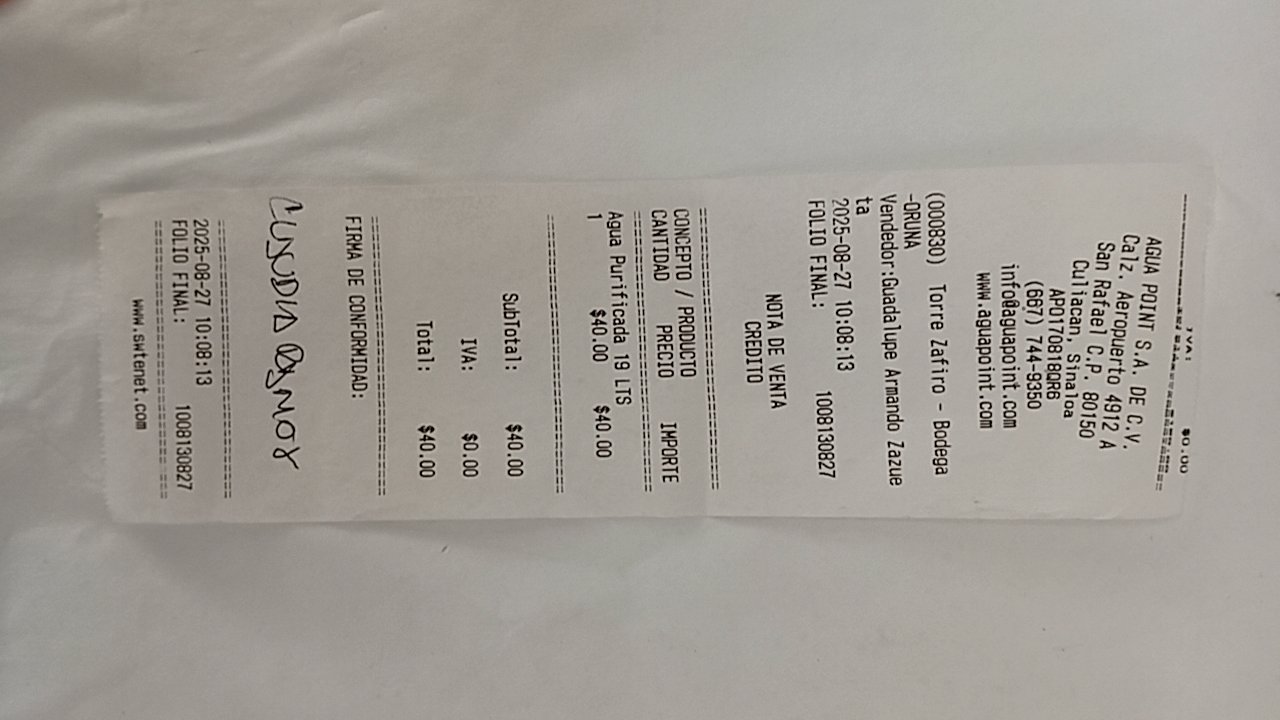 IVA: $0.00
AGUA POINT S.A. DE C.V.
Calz. Aeropuerto 4912 A
San Rafael C.P. 80150
Culiacan, Sinaloa
APO170818QR6
(667) 744-9350
info@aguapoint.com
www.aguapoint.com
(000830) Torre Zafiro - Bodega
-ORUNA
Vendedor:Guadalupe Armando Zazue
ta
2025-08-27 10:08:13
FOLIO FINAL: 1008130827
NOTA DE VENTA
CREDITO
CONCEPTO / PRODUCTO
CANTIDAD PRECIO IMPORTE
Agua Purificada 19 LTS
1 $40.00 $40.00
SubTotal: $40.00
IVA: $0.00
Total: $40.00
FIRMA DE CONFORMIDAD:
2025-08-27 10:08:13
FOLIO FINAL: 1008130827
www.swtenet.com